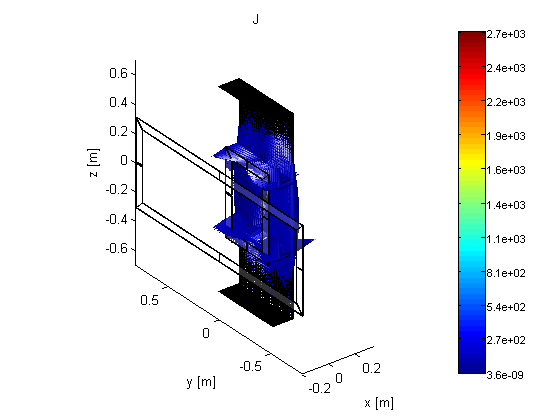 J
0.6
0.4
0.2
0
-0.2
-0.4
-0.6
z [m]
0.5
0
-0.5
y [m]
-0.2
0
0.2
x [m]
2.7e+03
2.4e+03
2.2e+03
1.9e+03
1.6e+03
1.4e+03
1.1e+03
8.1e+02
5.4e+02
2.7e+02
3.6e-09